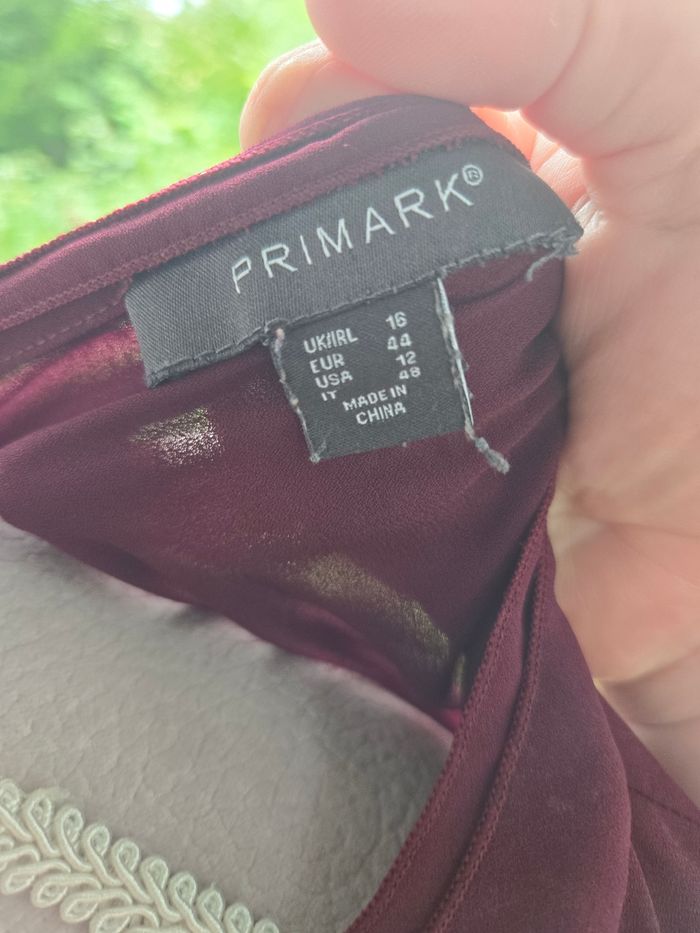 PRIMARK®
UK/IRL 16
EUR 44
USA 12
IT 48
MADE IN
CHINA